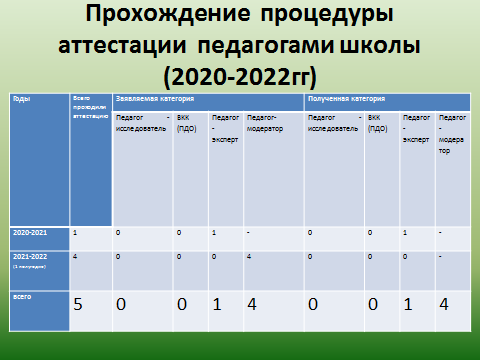 Прохождение процедуры
аттестации педагогами школы
(2020-2022гг)
Годы Всего проходили аттестацию Заявляемая категория Полученная категория
Педагог - исследователь ВКК (ПДО) Педагог - эксперт Педагог- модератор Педагог - исследователь ВКК (ПДО) Педагог - эксперт Педагог - модера тор
2020-2021 1 0 0 1 - 0 0 1 -
2021-2022 4 0 0 0 4 0 0 0 -
(1 полугодие)
всего 5 0 0 1 4 0 0 1 4